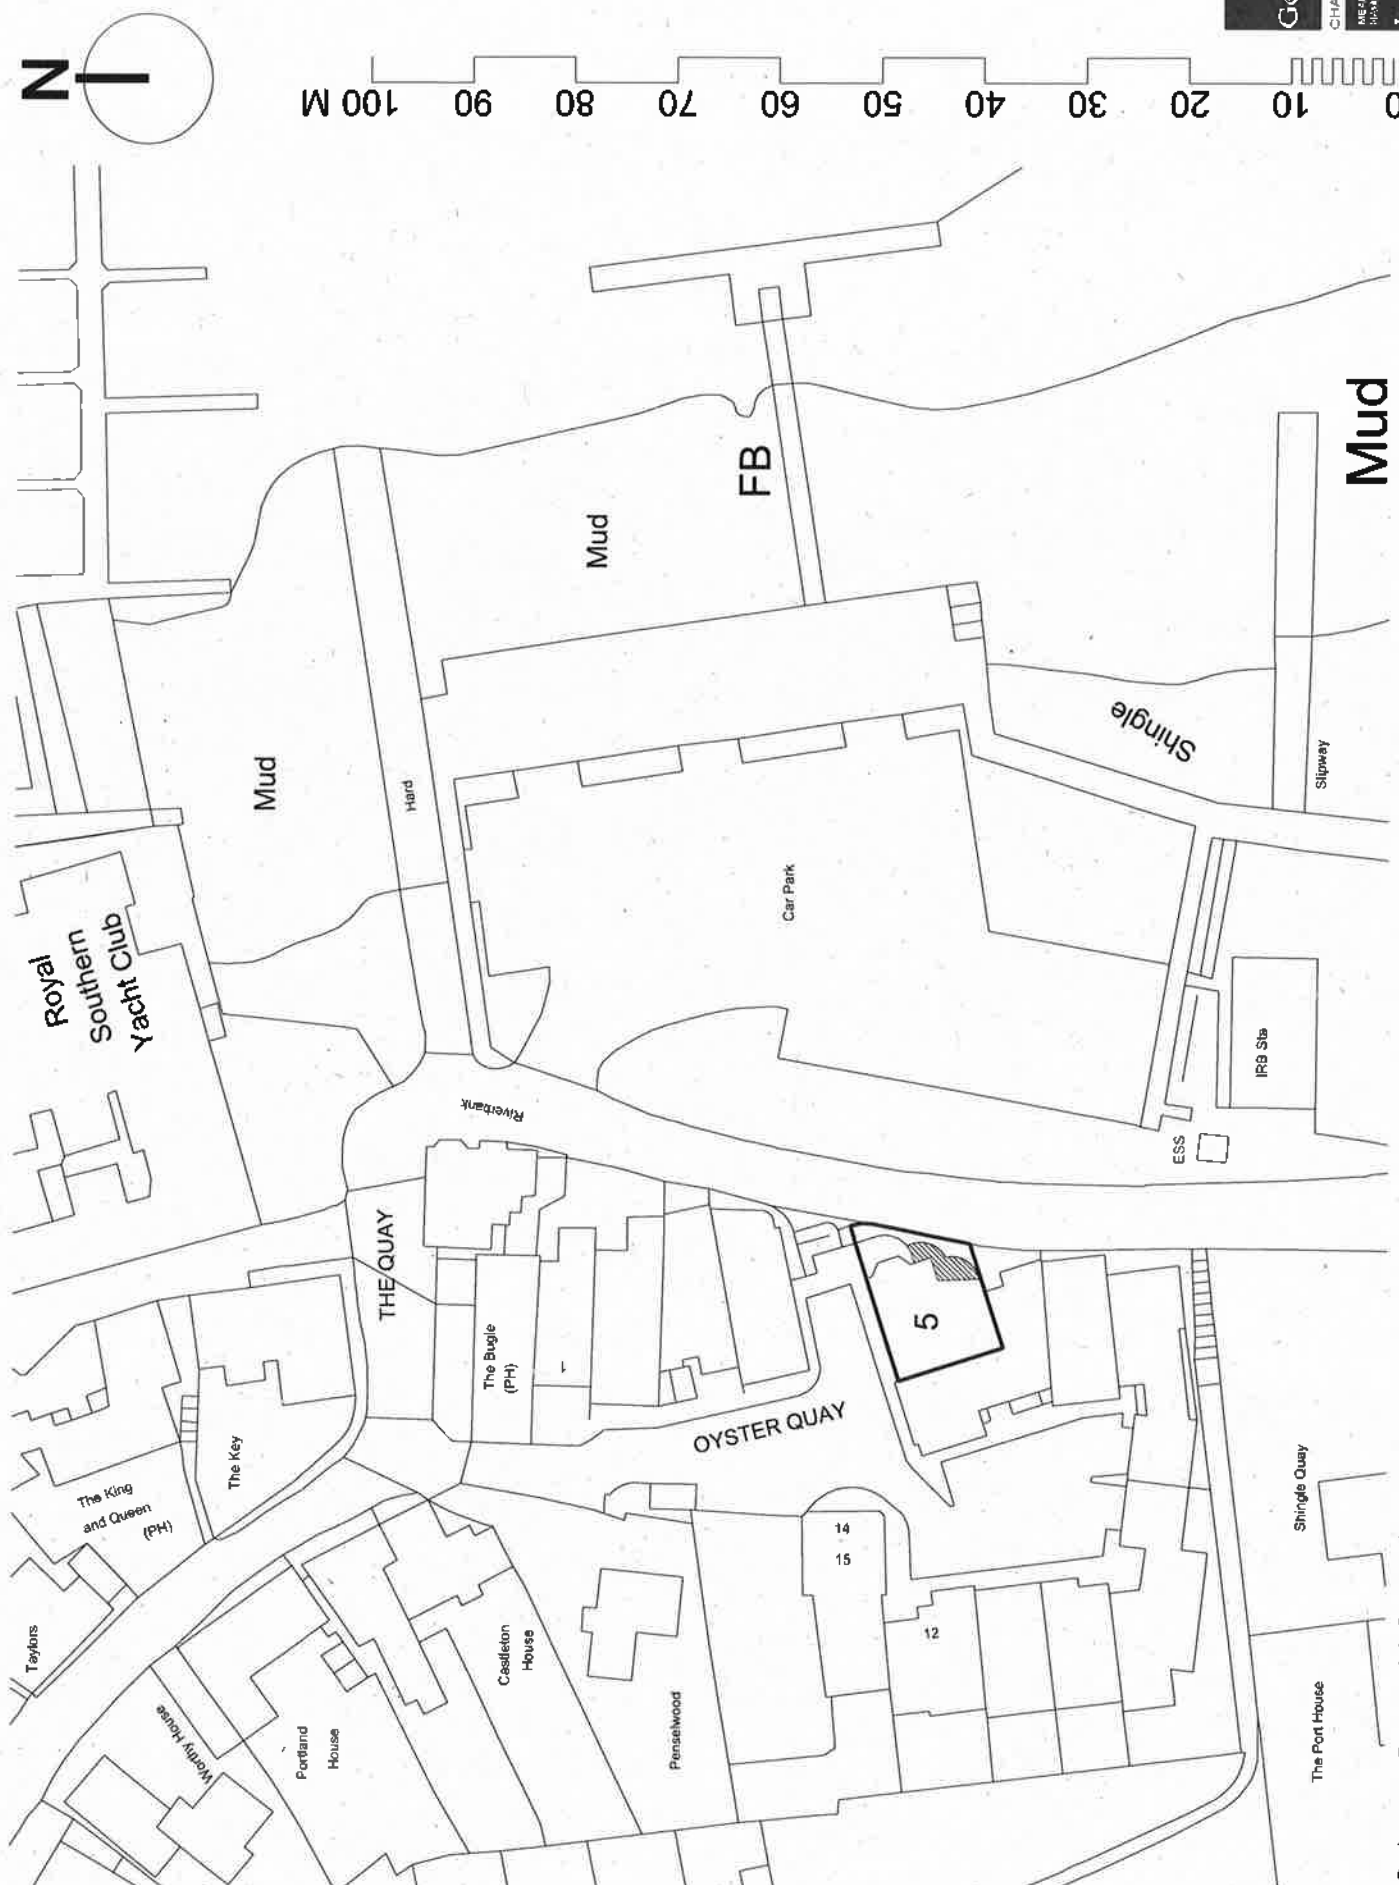 N
100 M
90
80
70
60
50
40
30
20
10
0
Royal
Southern
Yacht Club
Mud
Hard
Mud
FB
Mud
Shingle
Slipway
Car Park
IRB Sta
ESS
Riverbank
THE QUAY
The Bugle
(PH)
1
OYSTER QUAY
5
The Key
The King
and Queen
(PH)
Taylors
Worthy House
Portland
House
Castleton
House
Penselwood
14
15
12
Shingle Quay
The Port House